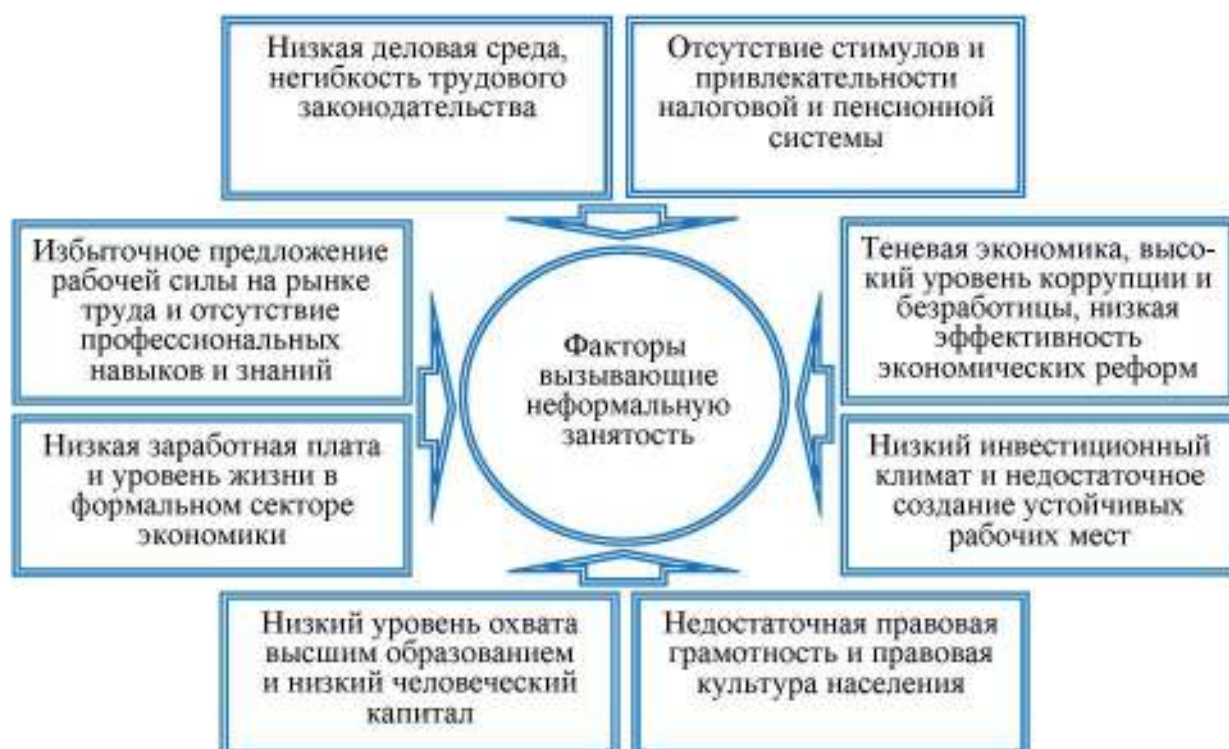 Низкая деловая среда,
негибкость трудового
законодательства
Отсутствие стимулов и
привлекательности
налоговой и пенсионной
системы
Избыточное предложение
рабочей силы на рынке
труда и отсутствие
профессиональных
навыков и знаний
Теневая экономика, высо-
кий уровень коррупции и
безработицы, низкая
эффективность
экономических реформ
Факторы
вызывающие
неформальную
занятость
Низкая заработная плата
и уровень жизни в
формальном секторе
экономики
Низкий инвестиционный
климат и недостаточное
создание устойчивых
рабочих мест
Низкий уровень охвата
высшим образованием
и низкий человеческий
капитал
Недостаточная правовая
грамотность и правовая
культура населения